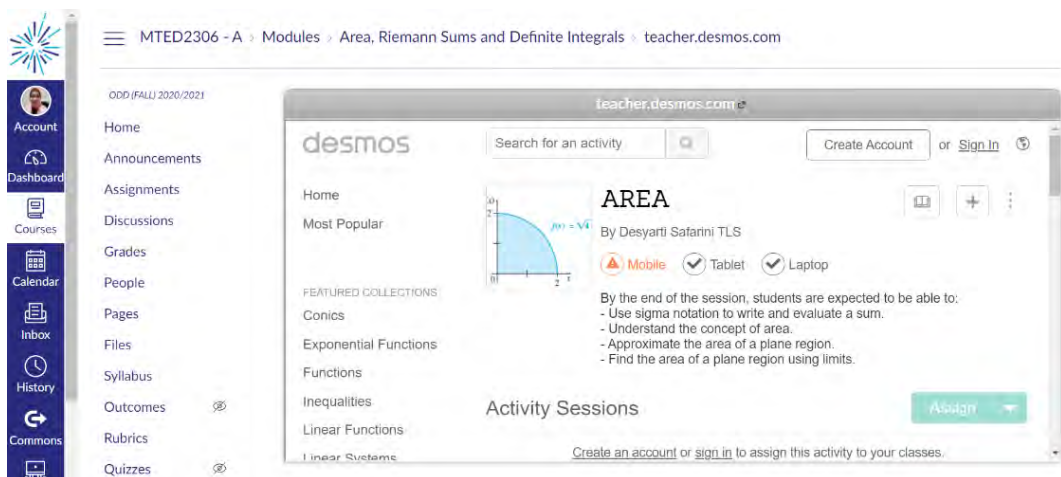 MTED2306 - A › Modules › Area, Riemann Sums and Definite Integrals › teacher.desmos.com
Account
Dashboard
Courses
Calendar
Inbox
History
Commons
ODD (FALL) 2020/2021
Home
Announcements
Assignments
Discussions
Grades
People
Pages
Files
Syllabus
Outcomes
Rubrics
Quizzes
teacher.desmos.com
desmos
Search for an activity
Create Account or Sign In
Home
Most Popular
FEATURED COLLECTIONS
Conics
Exponential Functions
Functions
Inequalities
Linear Functions
Linear Systems
2
0
2
AREA
By Desyarti Safarini TLS
Mobile Tablet Laptop
By the end of the session, students are expected to be able to:
- Use sigma notation to write and evaluate a sum.
- Understand the concept of area.
- Approximate the area of a plane region.
- Find the area of a plane region using limits.
Activity Sessions
Assign
Create an account or sign in to assign this activity to your classes.